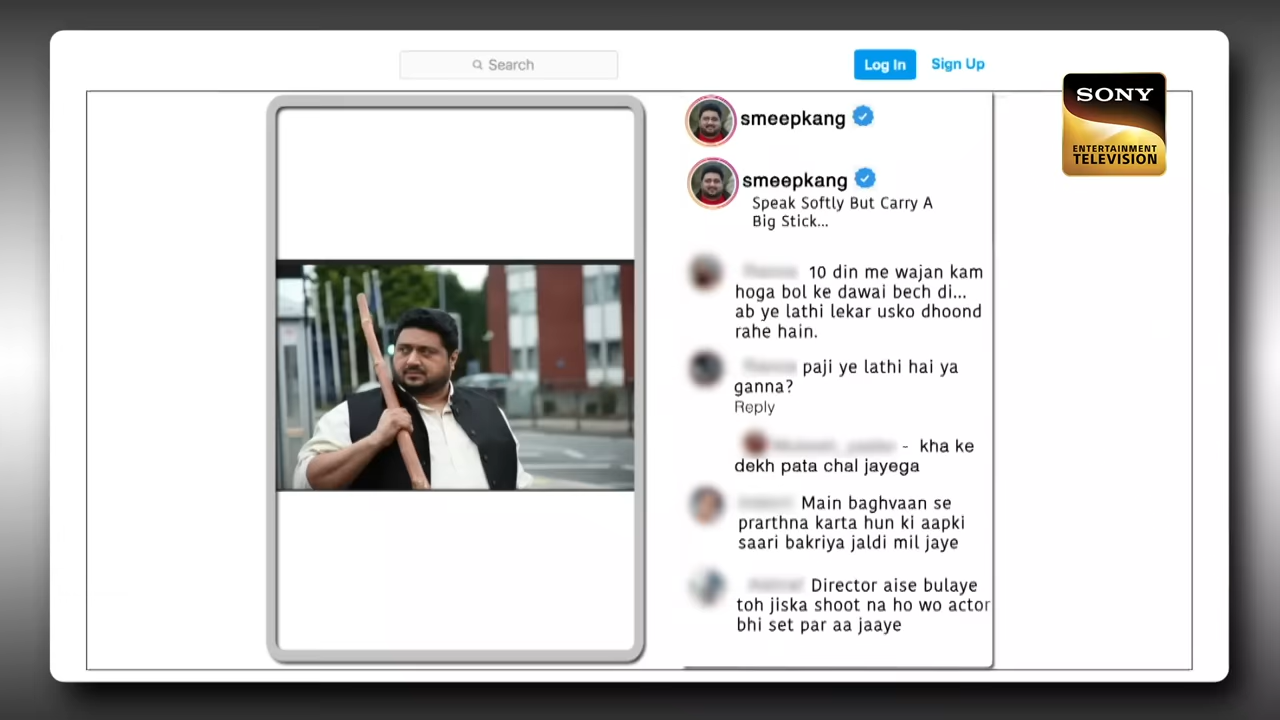 Search
Log In
Sign Up
SONY
ENTERTAINMENT
TELEVISION
smeepkang
smeepkang
Speak Softly But Carry A
Big Stick...
10 din me wajan kam
hoga bol ke dawai bech di...
ab ye lathi lekar usko dhoond
rahe hain.
paji ye lathi hai ya
ganna?
Reply
- kha ke
dekh pata chal jayega
Main baghvaan se
prarthna karta hun ki aapki
saari bakriya jaldi mil jaye
Director aise bulaye
toh jiska shoot na ho wo actor
bhi set par aa jaaye